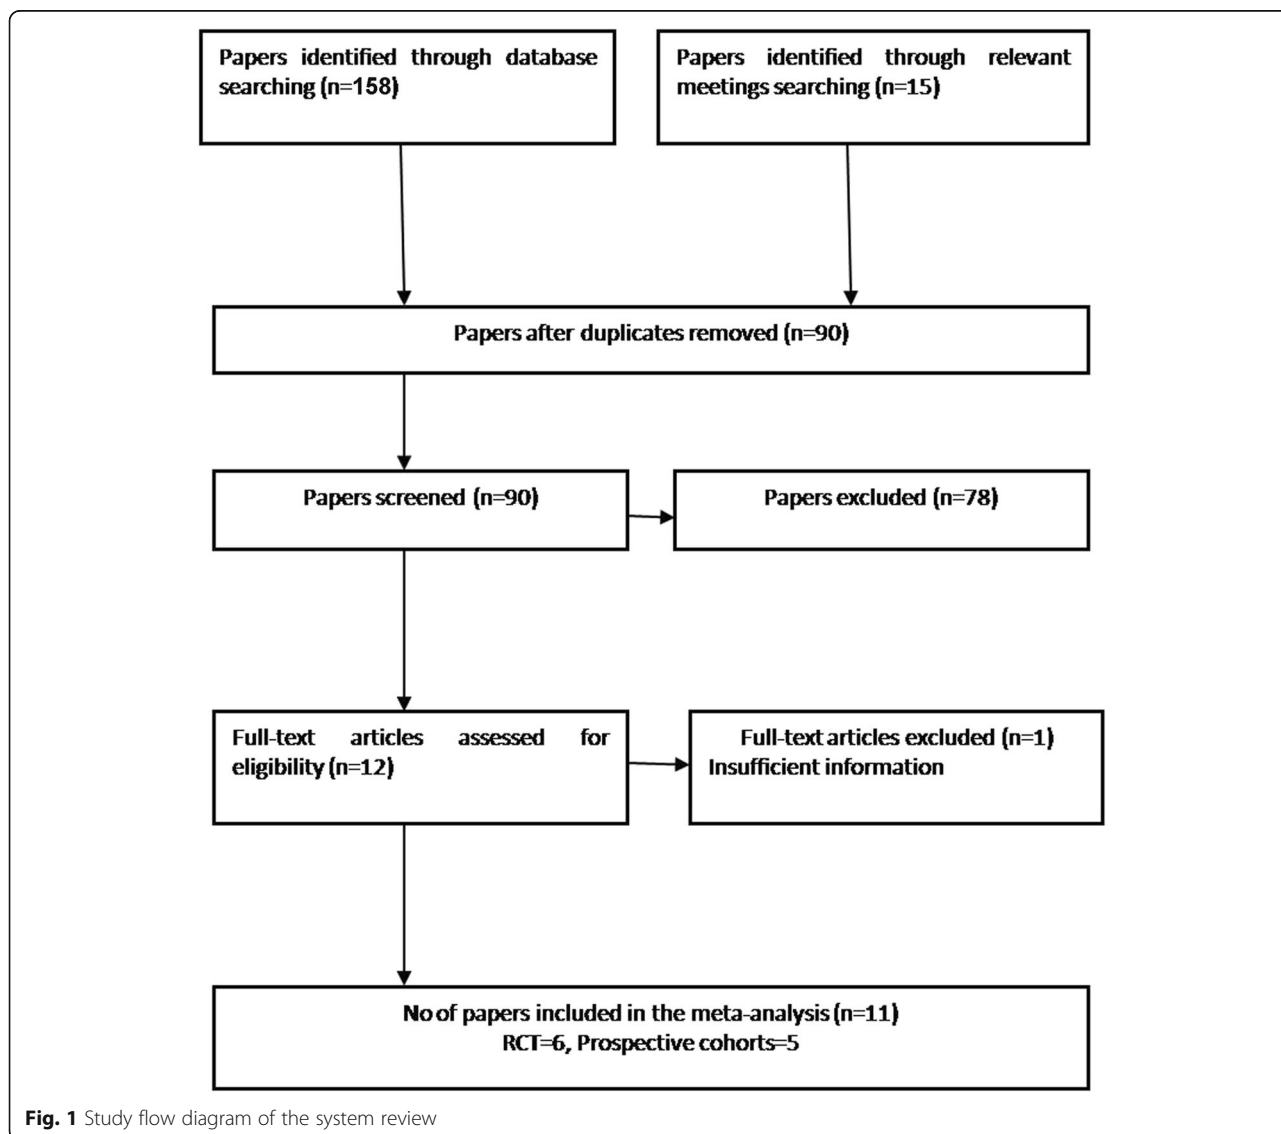 Papers identified through database
searching (n=158)
Papers identified through relevant
meetings searching (n=15)
Papers after duplicates removed (n=90)
Papers screened (n=90)
Papers excluded (n=78)
Full-text articles assessed for
eligibility (n=12)
Full-text articles excluded (n=1)
Insufficient information
No of papers included in the meta-analysis (n=11)
RCT=6, Prospective cohorts=5
Fig. 1 Study flow diagram of the system review